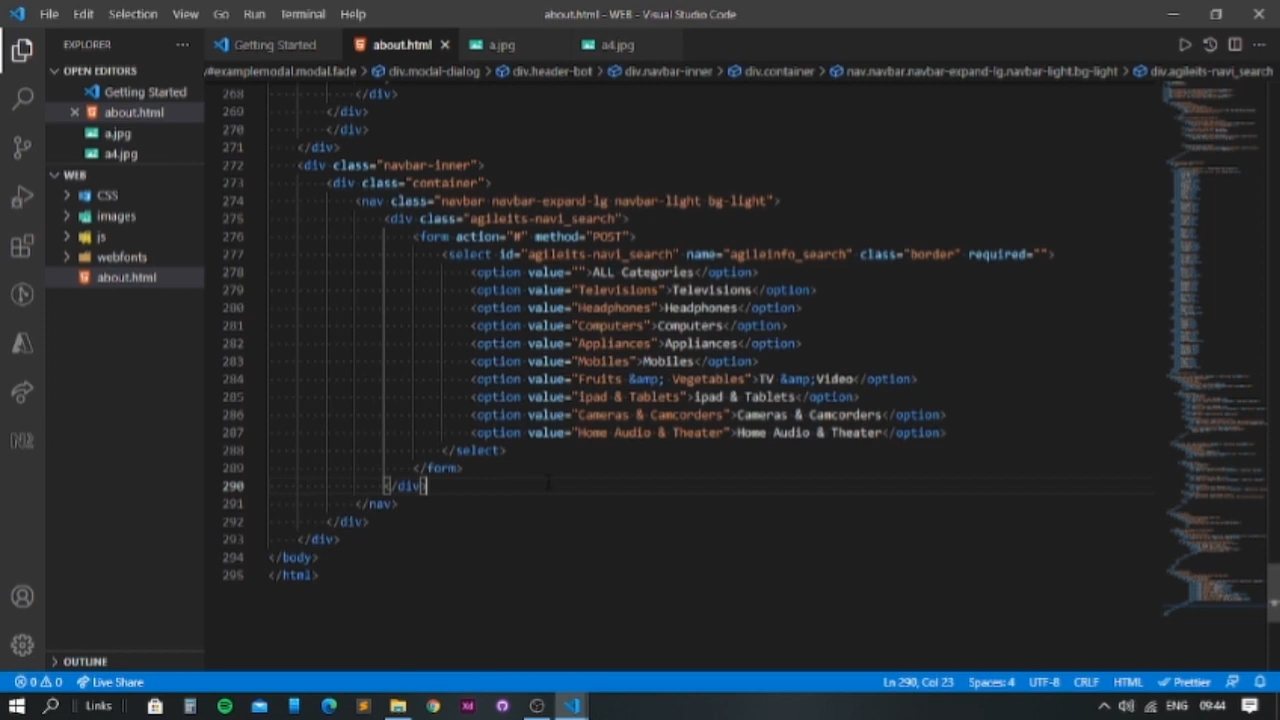 File Edit Selection View Go Run Terminal Help about.html - WEB - Visual Studio Code
EXPLORER
Getting Started about.html a.jpg a4.jpg
OPEN EDITORS
Getting Started
about.html
a.jpg
a4.jpg
WEB
CSS
images
js
webfonts
about.html
OUTLINE
#examplemodal.modal.fade > div.modal-dialog > div.header-bot > div.navbar-inner > div.container > nav.navbar.navbar-expand-lg.navbar-light.bg-light > div.agileits-navi_search
268 </div>
269 </div>
270 </div>
271 </div>
272 <div class="navbar-inner">
273 <div class="container">
274 <nav class="navbar navbar-expand-lg navbar-light bg-light">
275 <div class="agileits-navi_search">
276 <form action="#" method="POST">
277 <select id="agileits-navi_search" name="agileinfo_search" class="border" required="">
278 <option value="">ALL Categories</option>
279 <option value="Televisions">Televisions</option>
280 <option value="Headphones">Headphones</option>
281 <option value="Computers">Computers</option>
282 <option value="Appliances">Appliances</option>
283 <option value="Mobiles">Mobiles</option>
284 <option value="Fruits &amp; Vegetables">TV &amp;Video</option>
285 <option value="ipad & Tablets">ipad & Tablets</option>
286 <option value="Cameras & Camcorders">Cameras & Camcorders</option>
287 <option value="Home Audio & Theater">Home Audio & Theater</option>
288 </select>
289 </form>
290 </div>
291 </nav>
292 </div>
293 </div>
294 </body>
295 </html>
0 0 Live Share Ln 290, Col 23 Spaces: 4 UTF-8 CRLF HTML Prettier
Links ENG 09:44